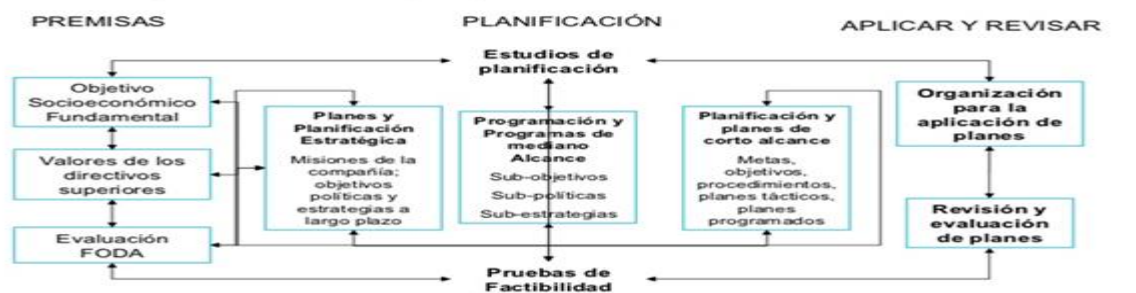 PREMISAS
PLANIFICACIÓN
APLICAR Y REVISAR
Estudios de
planificación
Objetivo
Socioeconómico
Fundamental
Valores de los
directivos
superiores
Evaluación
FODA
Planes y
Planificación
Estratégica
Misiones de la
compañía;
objetivos
políticas y
estrategias a
largo plazo
Programación y
Programas de
mediano
Alcance
Sub-objetivos
Sub-políticas
Sub-estrategias
Planificación y
planes de
corto alcance
Metas,
objetivos,
procedimientos,
planes tácticos,
planes
programados
Organización
para la
aplicación de
planes
Revisión y
evaluación
de planes
Pruebas de
Factibilidad